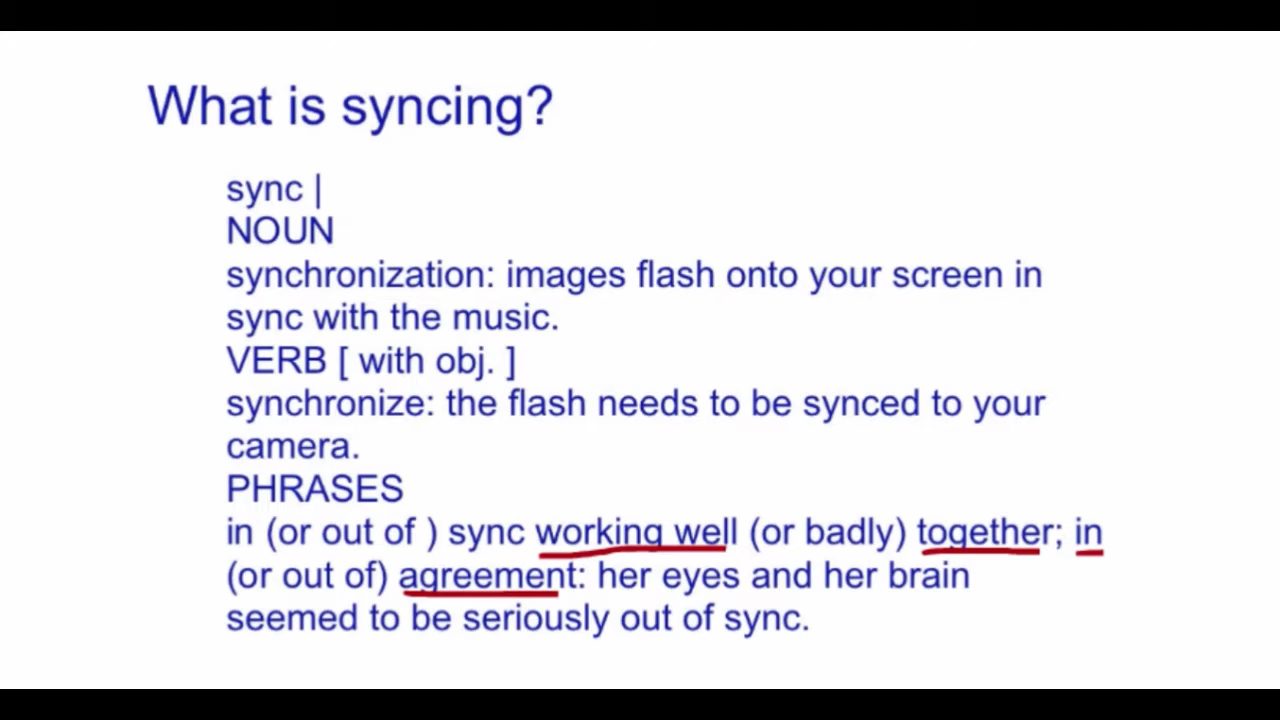 What is syncing?
sync |
NOUN
synchronization: images flash onto your screen in
sync with the music.
VERB [ with obj. ]
synchronize: the flash needs to be synced to your
camera.
PHRASES
in (or out of ) sync working well (or badly) together; in
(or out of) agreement: her eyes and her brain
seemed to be seriously out of sync.